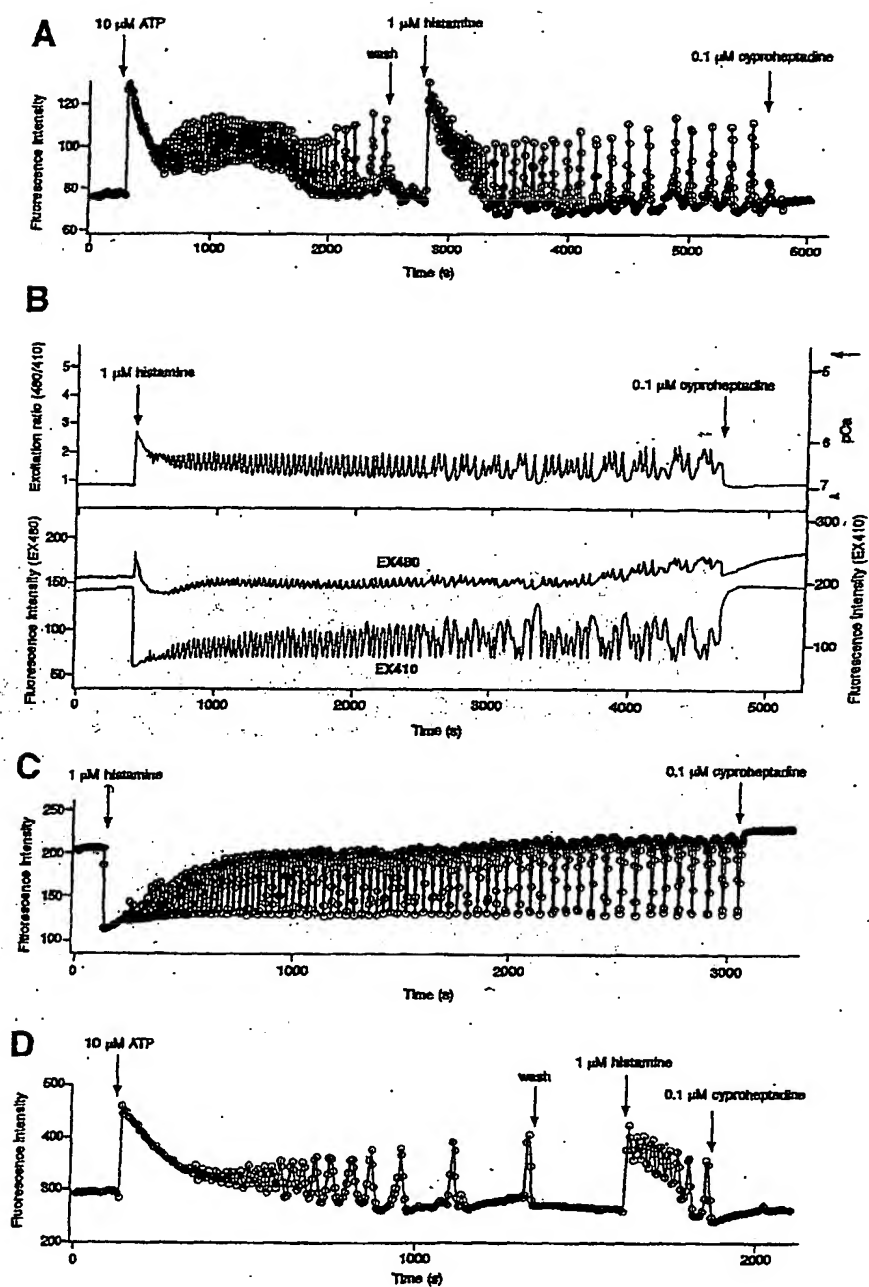 A
10 µM ATP
1 µM histamine
wash
0.1 µM cyproheptadine
Fluorescence Intensity
120
100
80
60
0
1000
2000
3000
4000
5000
6000
Time (s)
B
1 µM histamine
0.1 µM cyproheptadine
Excitation ratio (480/410)
5
4
3
2
1
5
6
7
pCa
Fluorescence Intensity (EX480)
200
150
100
50
EX480
EX410
300
200
100
Fluorescence Intensity (EX410)
0
1000
2000
3000
4000
5000
Time (s)
C
1 µM histamine
0.1 µM cyproheptadine
Fluorescence Intensity
250
200
150
100
0
1000
2000
3000
Time (s)
D
10 µM ATP
wash
1 µM histamine
0.1 µM cyproheptadine
Fluorescence Intensity
500
400
300
200
0
1000
2000
Time (s)